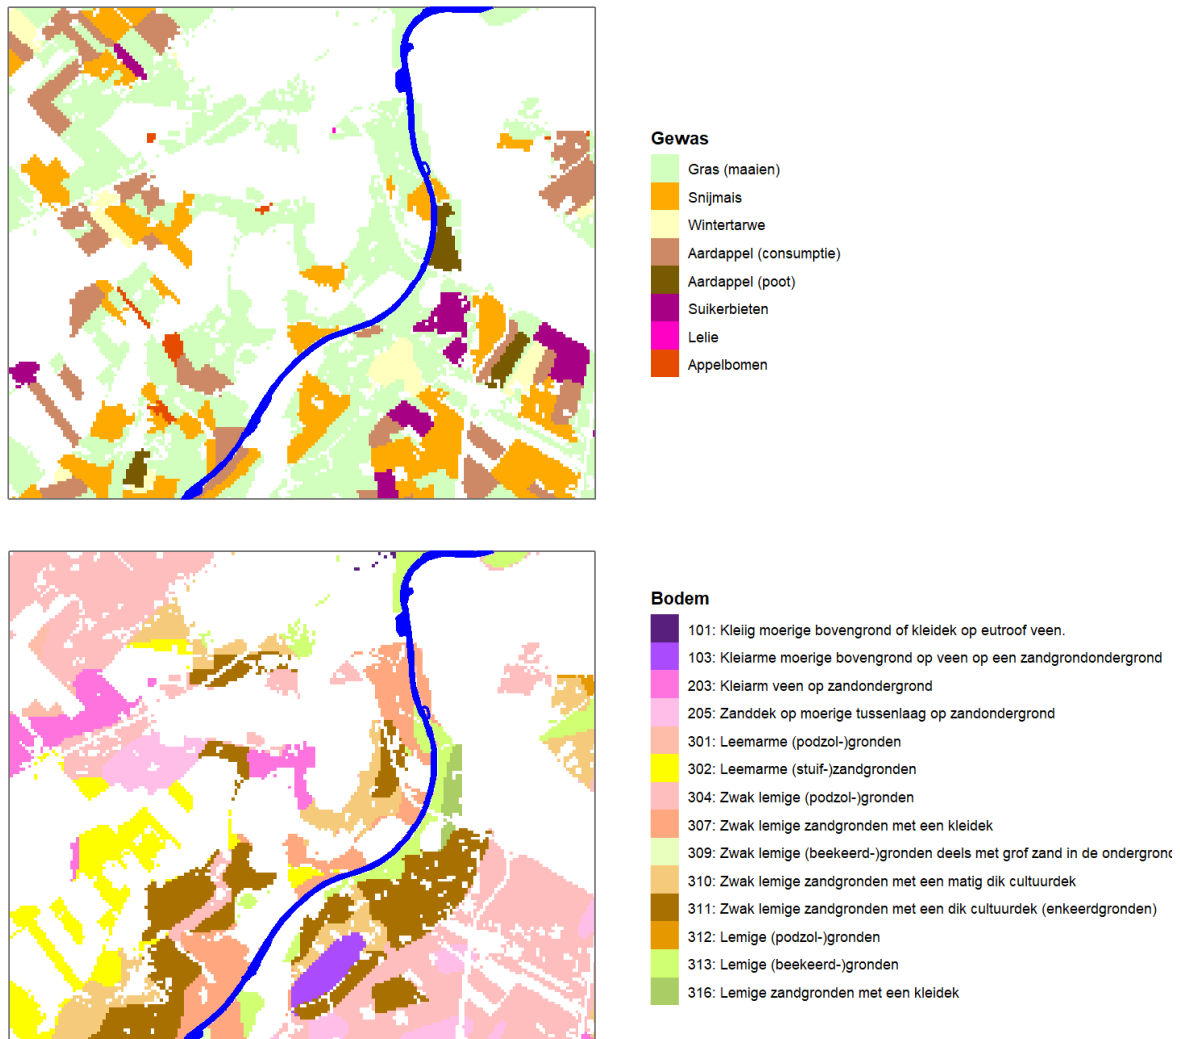 Gewas
Gras (maaien)
Snijmais
Wintertarwe
Aardappel (consumptie)
Aardappel (poot)
Suikerbieten
Lelie
Appelbomen
Bodem
101: Kleiig moerige bovengrond of kleidek op eutroof veen.
103: Kleiarme moerige bovengrond op veen op een zandgrondondergrond
203: Kleiarm veen op zandondergrond
205: Zanddek op moerige tussenlaag op zandondergrond
301: Leemarme (podzol-)gronden
302: Leemarme (stuif-)zandgronden
304: Zwak lemige (podzol-)gronden
307: Zwak lemige zandgronden met een kleidek
309: Zwak lemige (beekeerd-)gronden deels met grof zand in de ondergronc
310: Zwak lemige zandgronden met een matig dik cultuurdek
311: Zwak lemige zandgronden met een dik cultuurdek (enkeerdgronden)
312: Lemige (podzol-)gronden
313: Lemige (beekeerd-)gronden
316: Lemige zandgronden met een kleidek